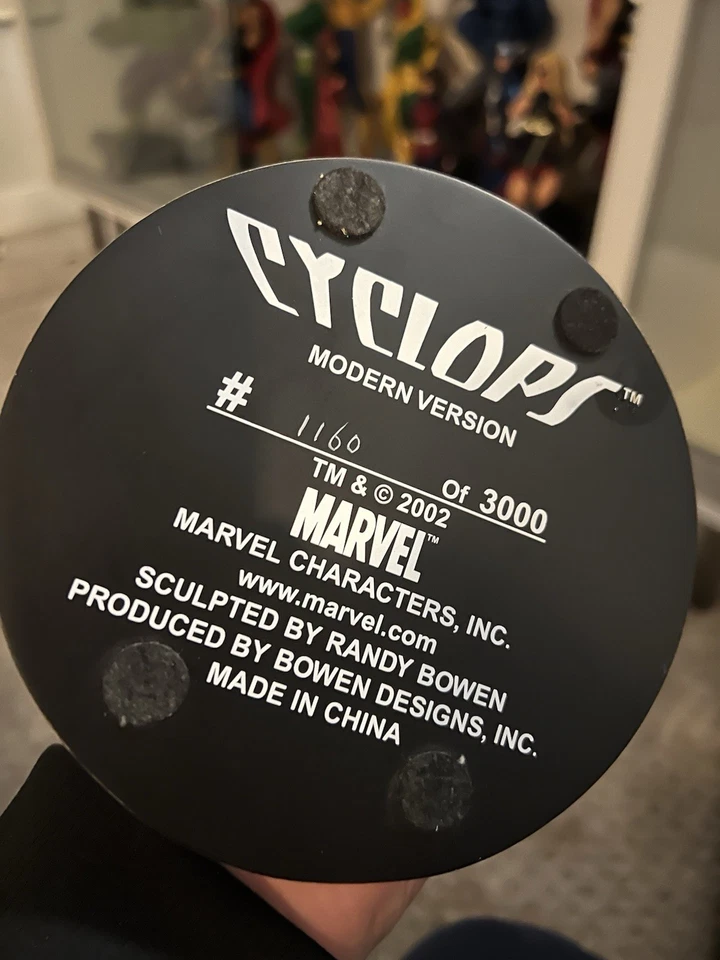 CYCLOPS™
MODERN VERSION
# 1160 Of 3000
TM & © 2002
MARVEL™
MARVEL CHARACTERS, INC.
www.marvel.com
SCULPTED BY RANDY BOWEN
PRODUCED BY BOWEN DESIGNS, INC.
MADE IN CHINA